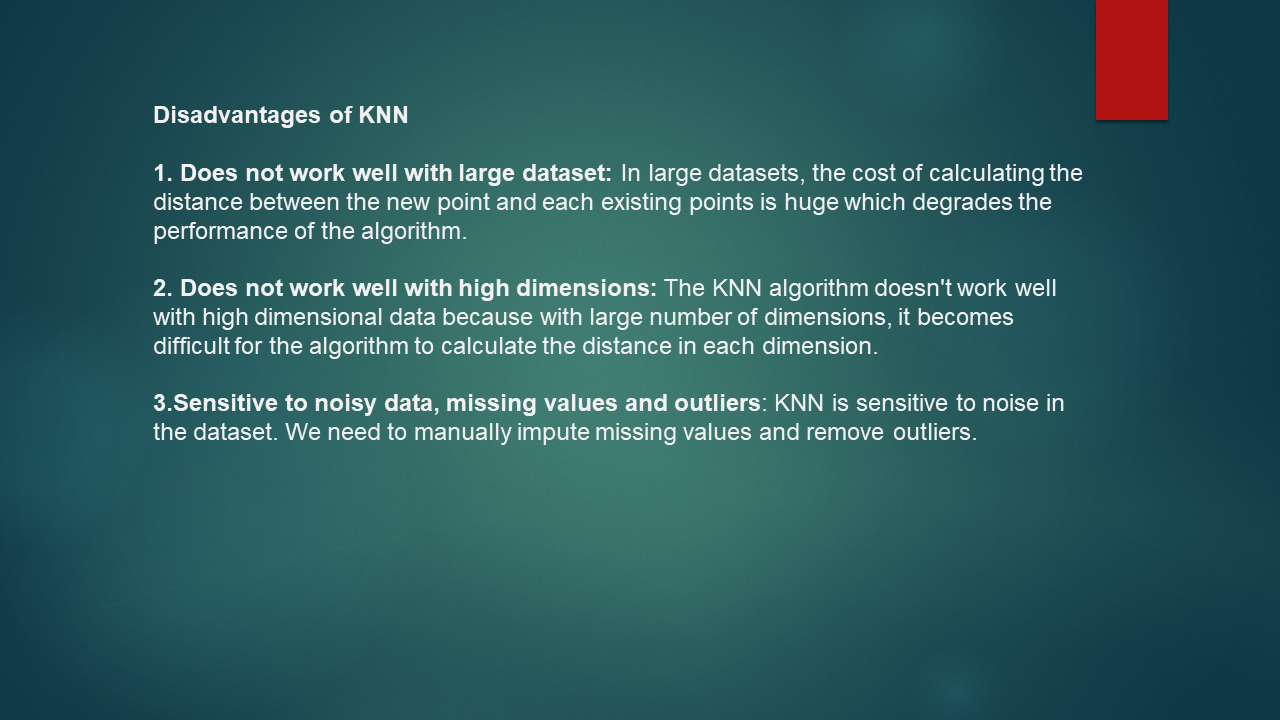 Disadvantages of KNN
1. Does not work well with large dataset: In large datasets, the cost of calculating the
distance between the new point and each existing points is huge which degrades the
performance of the algorithm.
2. Does not work well with high dimensions: The KNN algorithm doesn't work well
with high dimensional data because with large number of dimensions, it becomes
difficult for the algorithm to calculate the distance in each dimension.
3.Sensitive to noisy data, missing values and outliers: KNN is sensitive to noise in
the dataset. We need to manually impute missing values and remove outliers.